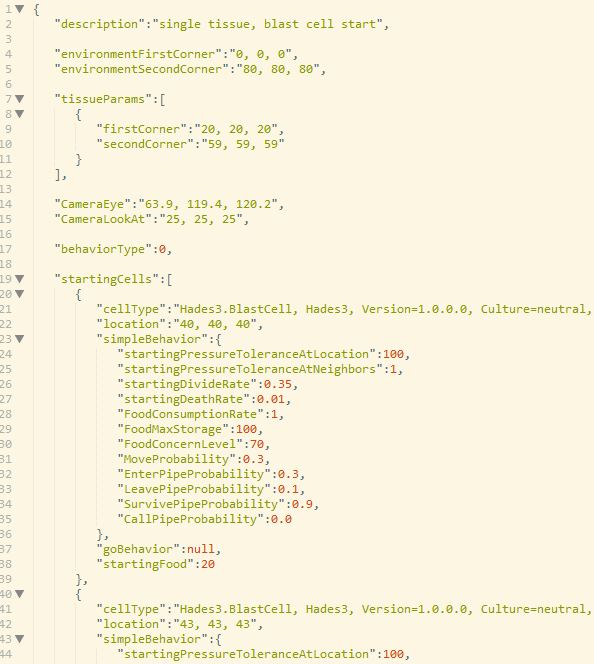 1 {
2 "description":"single tissue, blast cell start",
3
4 "environmentFirstCorner":"0, 0, 0",
5 "environmentSecondCorner":"80, 80, 80",
6
7 "tissueParams":[
8 {
9 "firstCorner":"20, 20, 20",
10 "secondCorner":"59, 59, 59"
11 }
12 ],
13
14 "CameraEye":"63.9, 119.4, 120.2",
15 "CameraLookAt":"25, 25, 25",
16
17 "behaviorType":0,
18
19 "startingCells":[
20 {
21 "cellType":"Hades3.BlastCell, Hades3, Version=1.0.0.0, Culture=neutral,
22 "location":"40, 40, 40",
23 "simpleBehavior":{
24 "startingPressureToleranceAtLocation":100,
25 "startingPressureToleranceAtNeighbors":1,
26 "startingDivideRate":0.35,
27 "startingDeathRate":0.01,
28 "FoodConsumptionRate":1,
29 "FoodMaxStorage":100,
30 "FoodConcernLevel":70,
31 "MoveProbability":0.3,
32 "EnterPipeProbability":0.3,
33 "LeavePipeProbability":0.1,
34 "SurvivePipeProbability":0.9,
35 "CallPipeProbability":0.0
36 },
37 "goBehavior":null,
38 "startingFood":20
39 },
40 {
41 "cellType":"Hades3.BlastCell, Hades3, Version=1.0.0.0, Culture=neutral,
42 "location":"43, 43, 43",
43 "simpleBehavior":{
44 "startingPressureToleranceAtLocation":100,